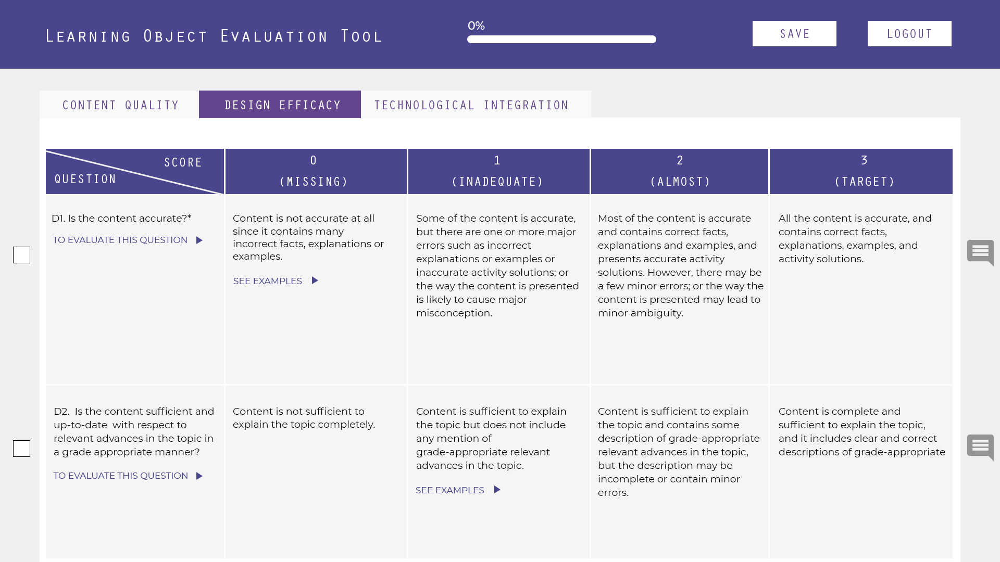 Learning Object Evaluation Tool
0%
SAVE
LOGOUT
CONTENT QUALITY
DESIGN EFFICACY
TECHNOLOGICAL INTEGRATION
SCORE
QUESTION
0
(MISSING)
1
(INADEQUATE)
2
(ALMOST)
3
(TARGET)
D1. Is the content accurate?*
TO EVALUATE THIS QUESTION
Content is not accurate at all
since it contains many
incorrect facts, explanations or
examples.
SEE EXAMPLES
Some of the content is accurate,
but there are one or more major
errors such as incorrect
explanations or examples or
inaccurate activity solutions; or
the way the content is presented
is likely to cause major
misconception.
Most of the content is accurate
and contains correct facts,
explanations and examples, and
presents accurate activity
solutions. However, there may be
a few minor errors; or the way the
content is presented may lead to
minor ambiguity.
All the content is accurate, and
contains correct facts,
explanations, examples, and
activity solutions.
D2.  Is the content sufficient and
up-to-date  with respect to
relevant advances in the topic in
a grade appropriate manner?
TO EVALUATE THIS QUESTION
Content is not sufficient to
explain the topic completely.
Content is sufficient to explain
the topic but does not include
any mention of
grade-appropriate relevant
advances in the topic.
SEE EXAMPLES
Content is sufficient to explain
the topic and contains some
description of grade-appropriate
relevant advances in the topic,
but the description may be
incomplete or contain minor
errors.
Content is complete and
sufficient to explain the topic,
and it includes clear and correct
descriptions of grade-appropriate